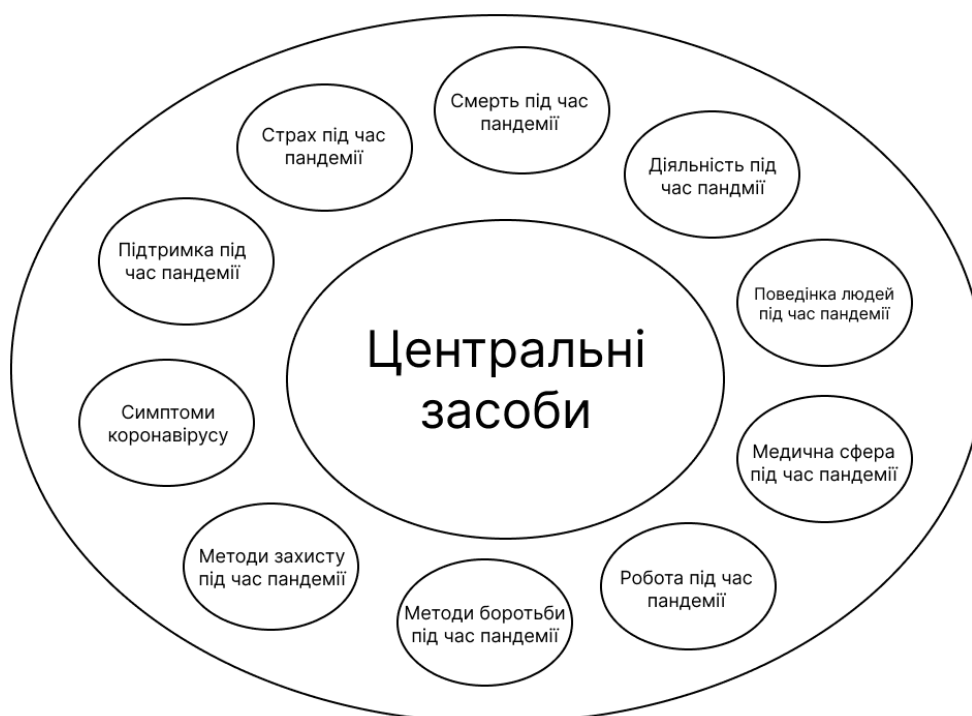 Смерть під час
пандемії
Страх під час
пандемії
Діяльність під
час пандмії
Підтримка під
час пандемії
Поведінка людей
під час пандемії
Центральні
засоби
Симптоми
коронавірусу
Медична сфера
під час пандемії
Методи захисту
під час пандемії
Робота під час
пандемії
Методи боротьби
під час пандемії